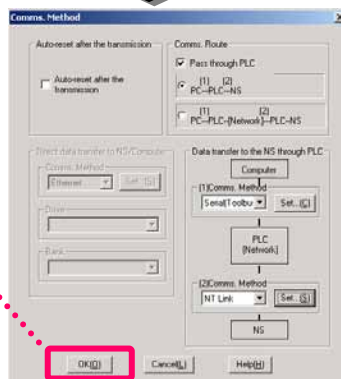 Comms. Method
Auto-reset after the transmission
Auto-reset after the
transmission
Comms. Route
Pass through PLC
[1] [2]
PC--PLC--NS
[1] [2]
PC--PLC-(Network)-PLC-NS
Direct data transfer to NS/Computer
Comms. Method
Ethernet
Set...(S)
Drive
Bank
Data transfer to the NS through PLC
Computer
[1]Comms. Method
Serial(Toolbu
Set...(C)
PLC
(Network)
[2]Comms. Method
NT Link
Set...(S)
NS
OK(O)
Cancel(L)
Help(H)